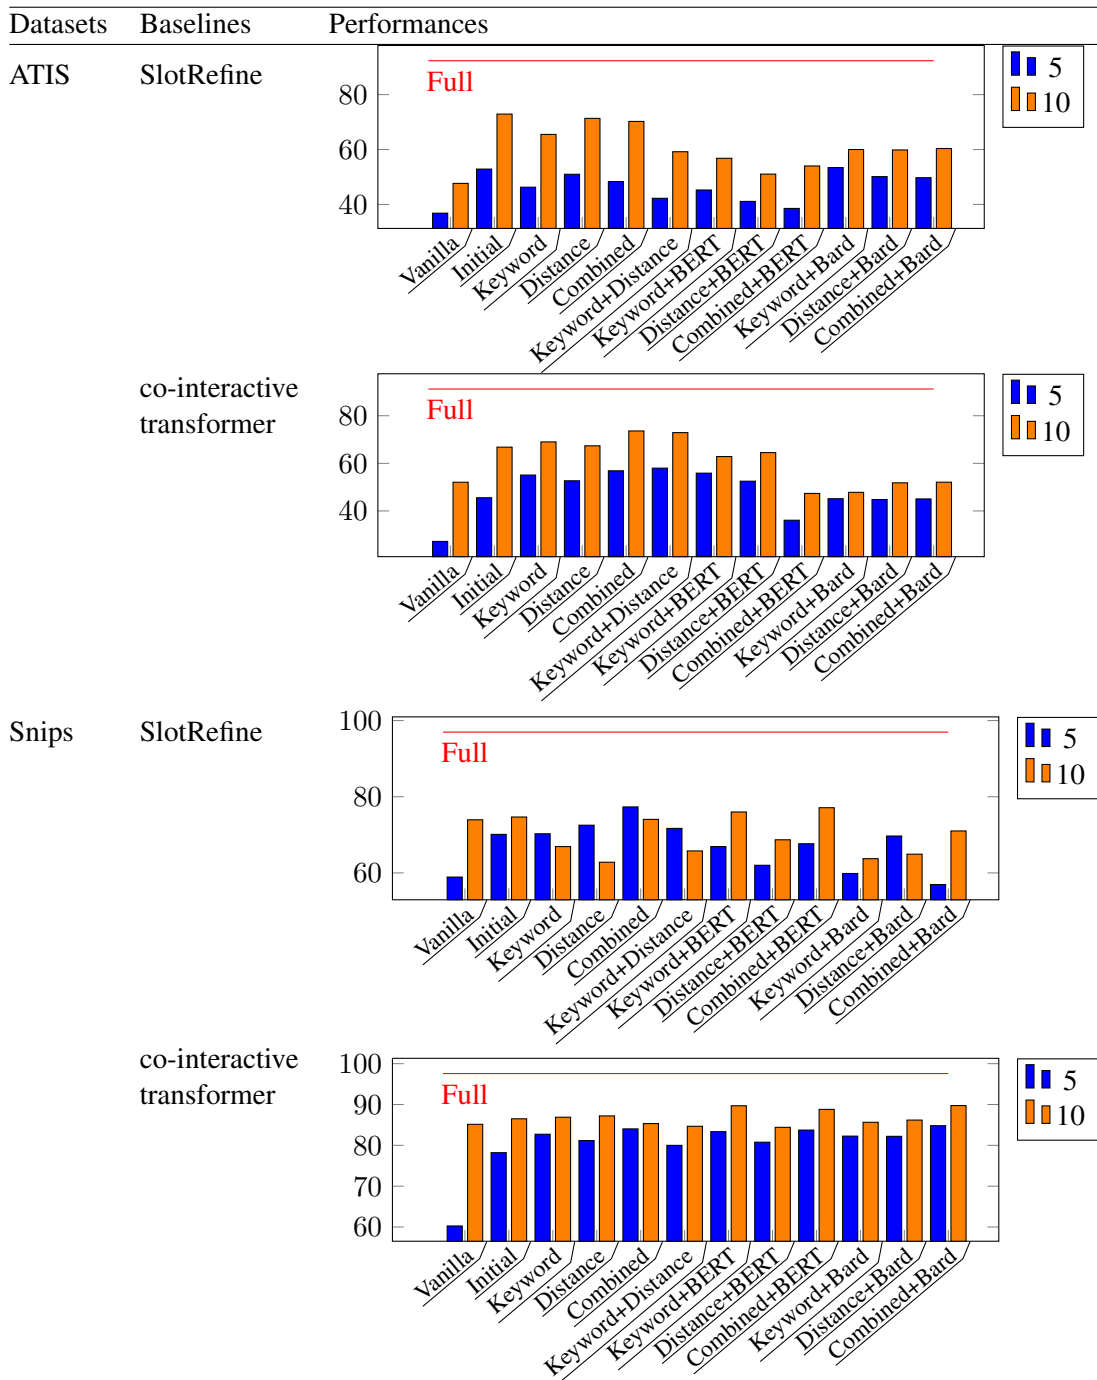 Datasets Baselines Performances
ATIS SlotRefine
80
60
40
Full
5
10
Vanilla
Initial
Keyword
Distance
Combined
Keyword+Distance
Keyword+BERT
Distance+BERT
Combined+BERT
Keyword+Bard
Distance+Bard
Combined+Bard
co-interactive
transformer
80
60
40
Full
5
10
Vanilla
Initial
Keyword
Distance
Combined
Keyword+Distance
Keyword+BERT
Distance+BERT
Combined+BERT
Keyword+Bard
Distance+Bard
Combined+Bard
Snips SlotRefine
100
80
60
Full
5
10
Vanilla
Initial
Keyword
Distance
Combined
Keyword+Distance
Keyword+BERT
Distance+BERT
Combined+BERT
Keyword+Bard
Distance+Bard
Combined+Bard
co-interactive
transformer
100
90
80
70
60
Full
5
10
Vanilla
Initial
Keyword
Distance
Combined
Keyword+Distance
Keyword+BERT
Distance+BERT
Combined+BERT
Keyword+Bard
Distance+Bard
Combined+Bard